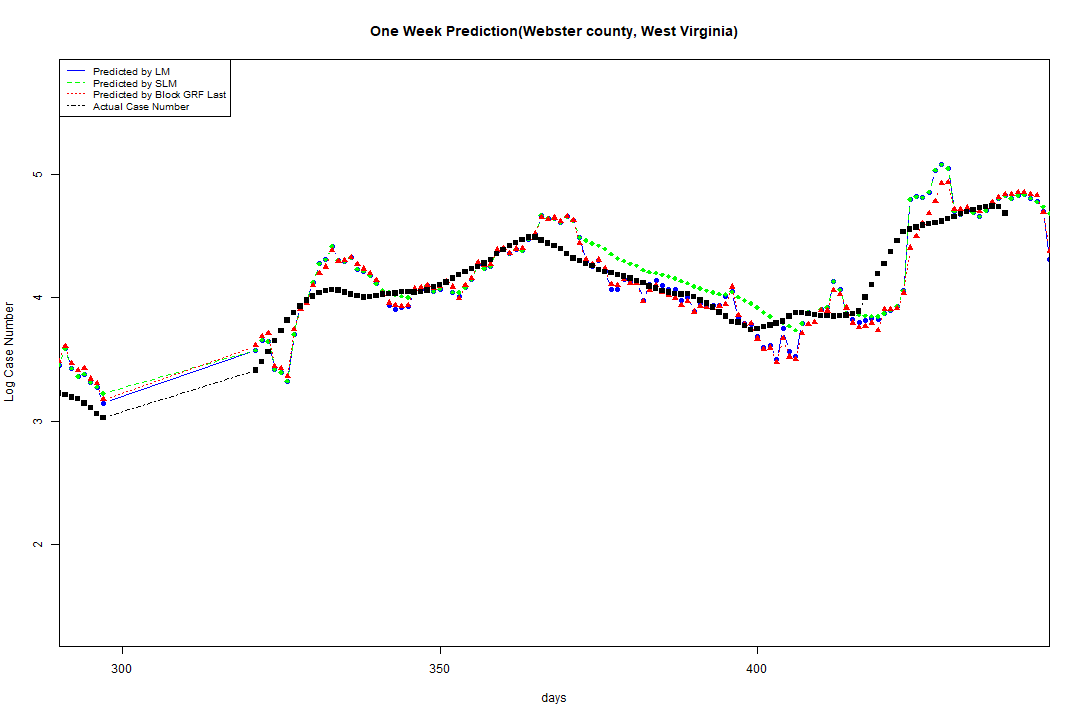 One Week Prediction(Webster county, West Virginia)
Predicted by LM
Predicted by SLM
Predicted by Block GRF Last
Actual Case Number
5
4
3
2
Log Case Number
300 350 400
days